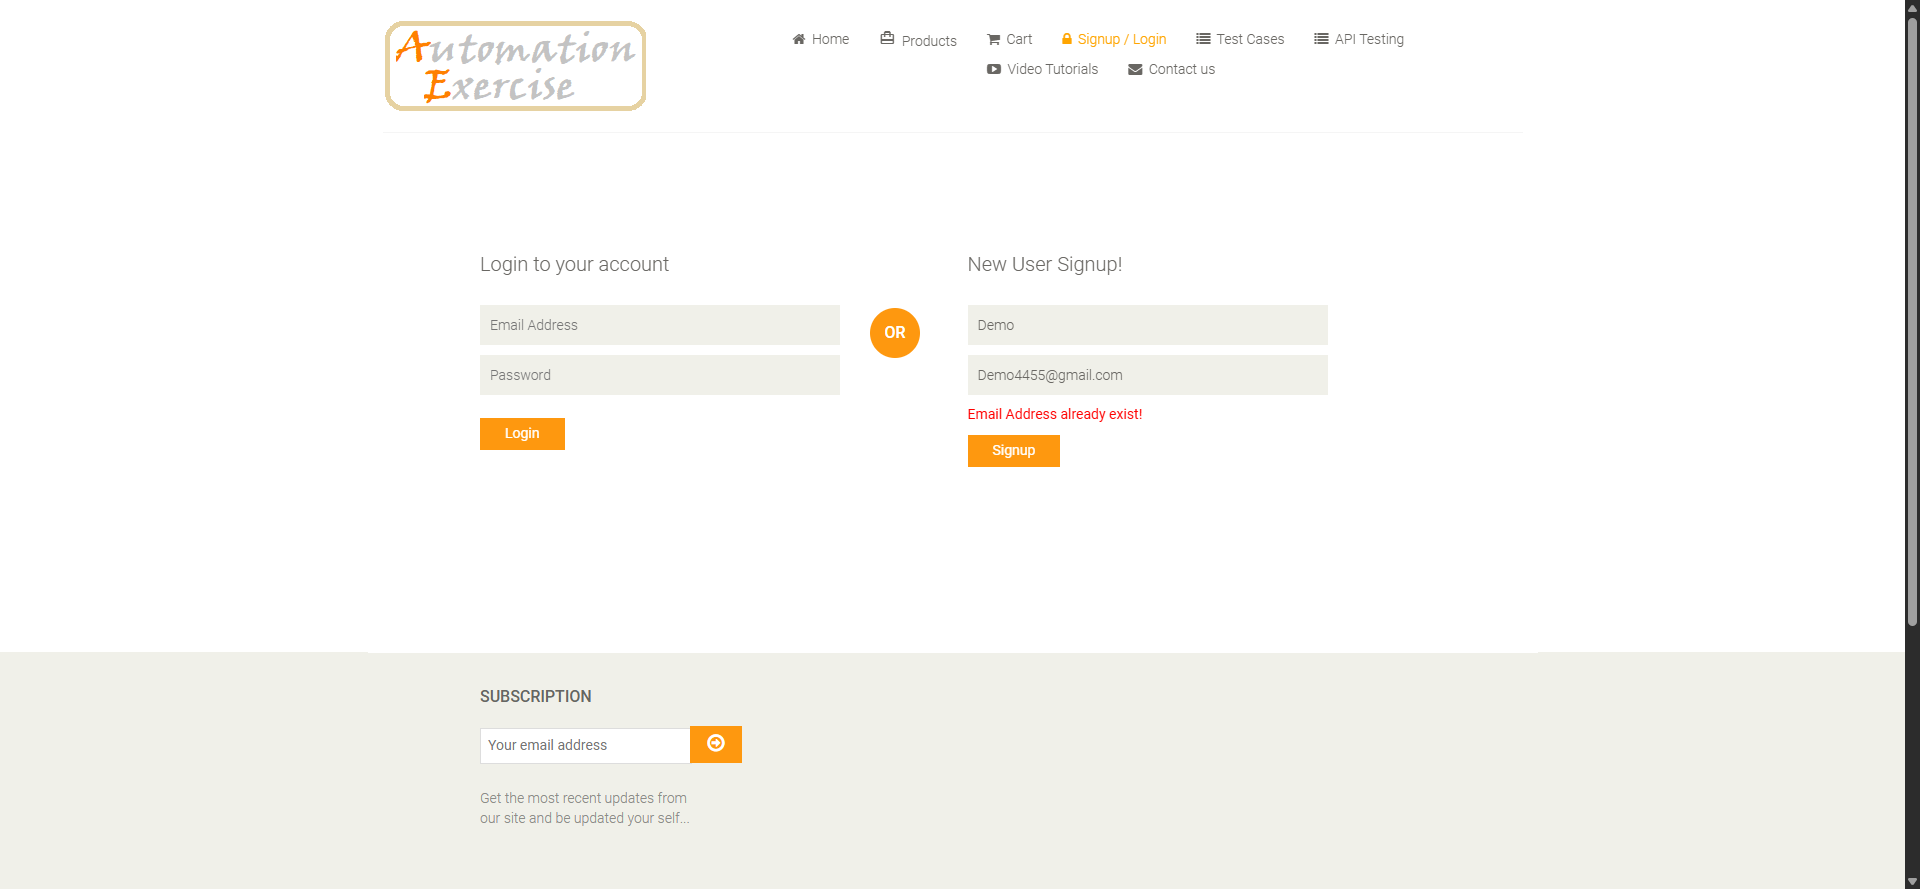 Automation
Exercise
Home
Products
Cart
Signup / Login
Test Cases
API Testing
Video Tutorials
Contact us
Login to your account
Email Address
Password
Login
OR
New User Signup!
Demo
Demo4455@gmail.com
Email Address already exist!
Signup
SUBSCRIPTION
Your email address
Get the most recent updates from
our site and be updated your self...